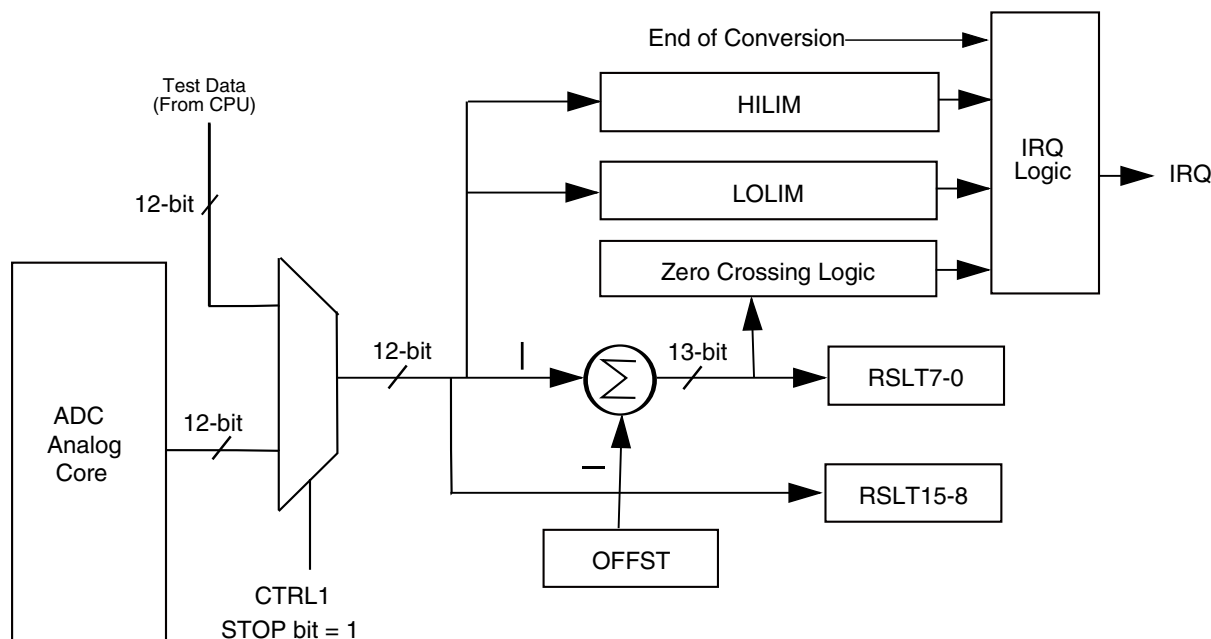 End of Conversion
Test Data
(From CPU)
HILIM
IRQ
Logic
IRQ
12-bit
LOLIM
Zero Crossing Logic
12-bit
13-bit
Σ
RSLT7-0
ADC
Analog
Core
12-bit
RSLT15-8
OFFST
CTRL1
STOP bit = 1